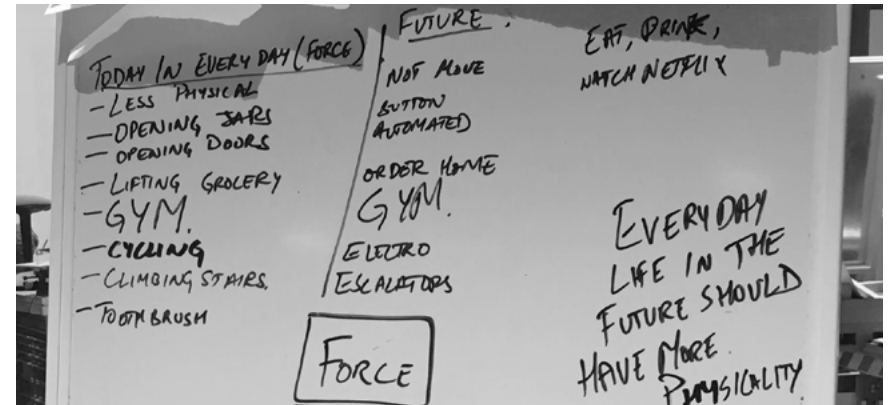 TODAY IN EVERY DAY (FORCE)
- LESS PHYSICAL
- OPENING JARS
- OPENING DOORS
- LIFTING GROCERY
- GYM.
- CYCLING
- CLIMBING STAIRS.
- TOOTHBRUSH
FUTURE.
NOT MOVE
BUTTON
AUTOMATED
ORDER HOME
GYM.
ELECTRO
ESCALATORS
FORCE
EAT, DRINK,
WATCH NETFLIX
EVERYDAY
LIFE IN THE
FUTURE SHOULD
HAVE MORE
PHYSICALITY.